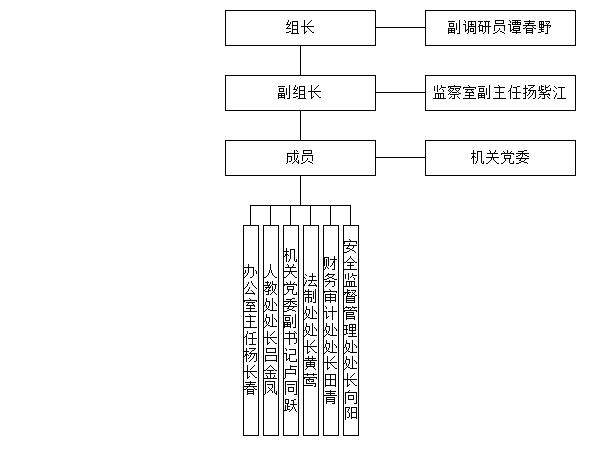 组长
副调研员谭春野
副组长
监察室副主任扬紫江
成员
机关党委
办公室主任杨长春
人教处处长吕金凤
机关党委副书记卢同跃
法制处处长黄莺
财务审计处处长田青
安全监督管理处处长向阳